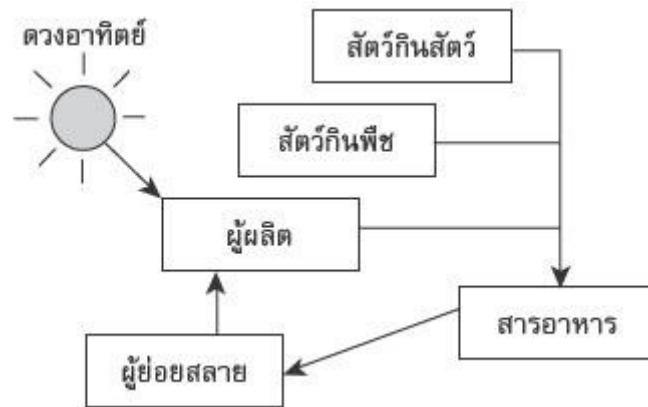 ดวงอาทิตย์
สัตว์กินสัตว์
สัตว์กินพืช
ผู้ผลิต
สารอาหาร
ผู้ย่อยสลาย